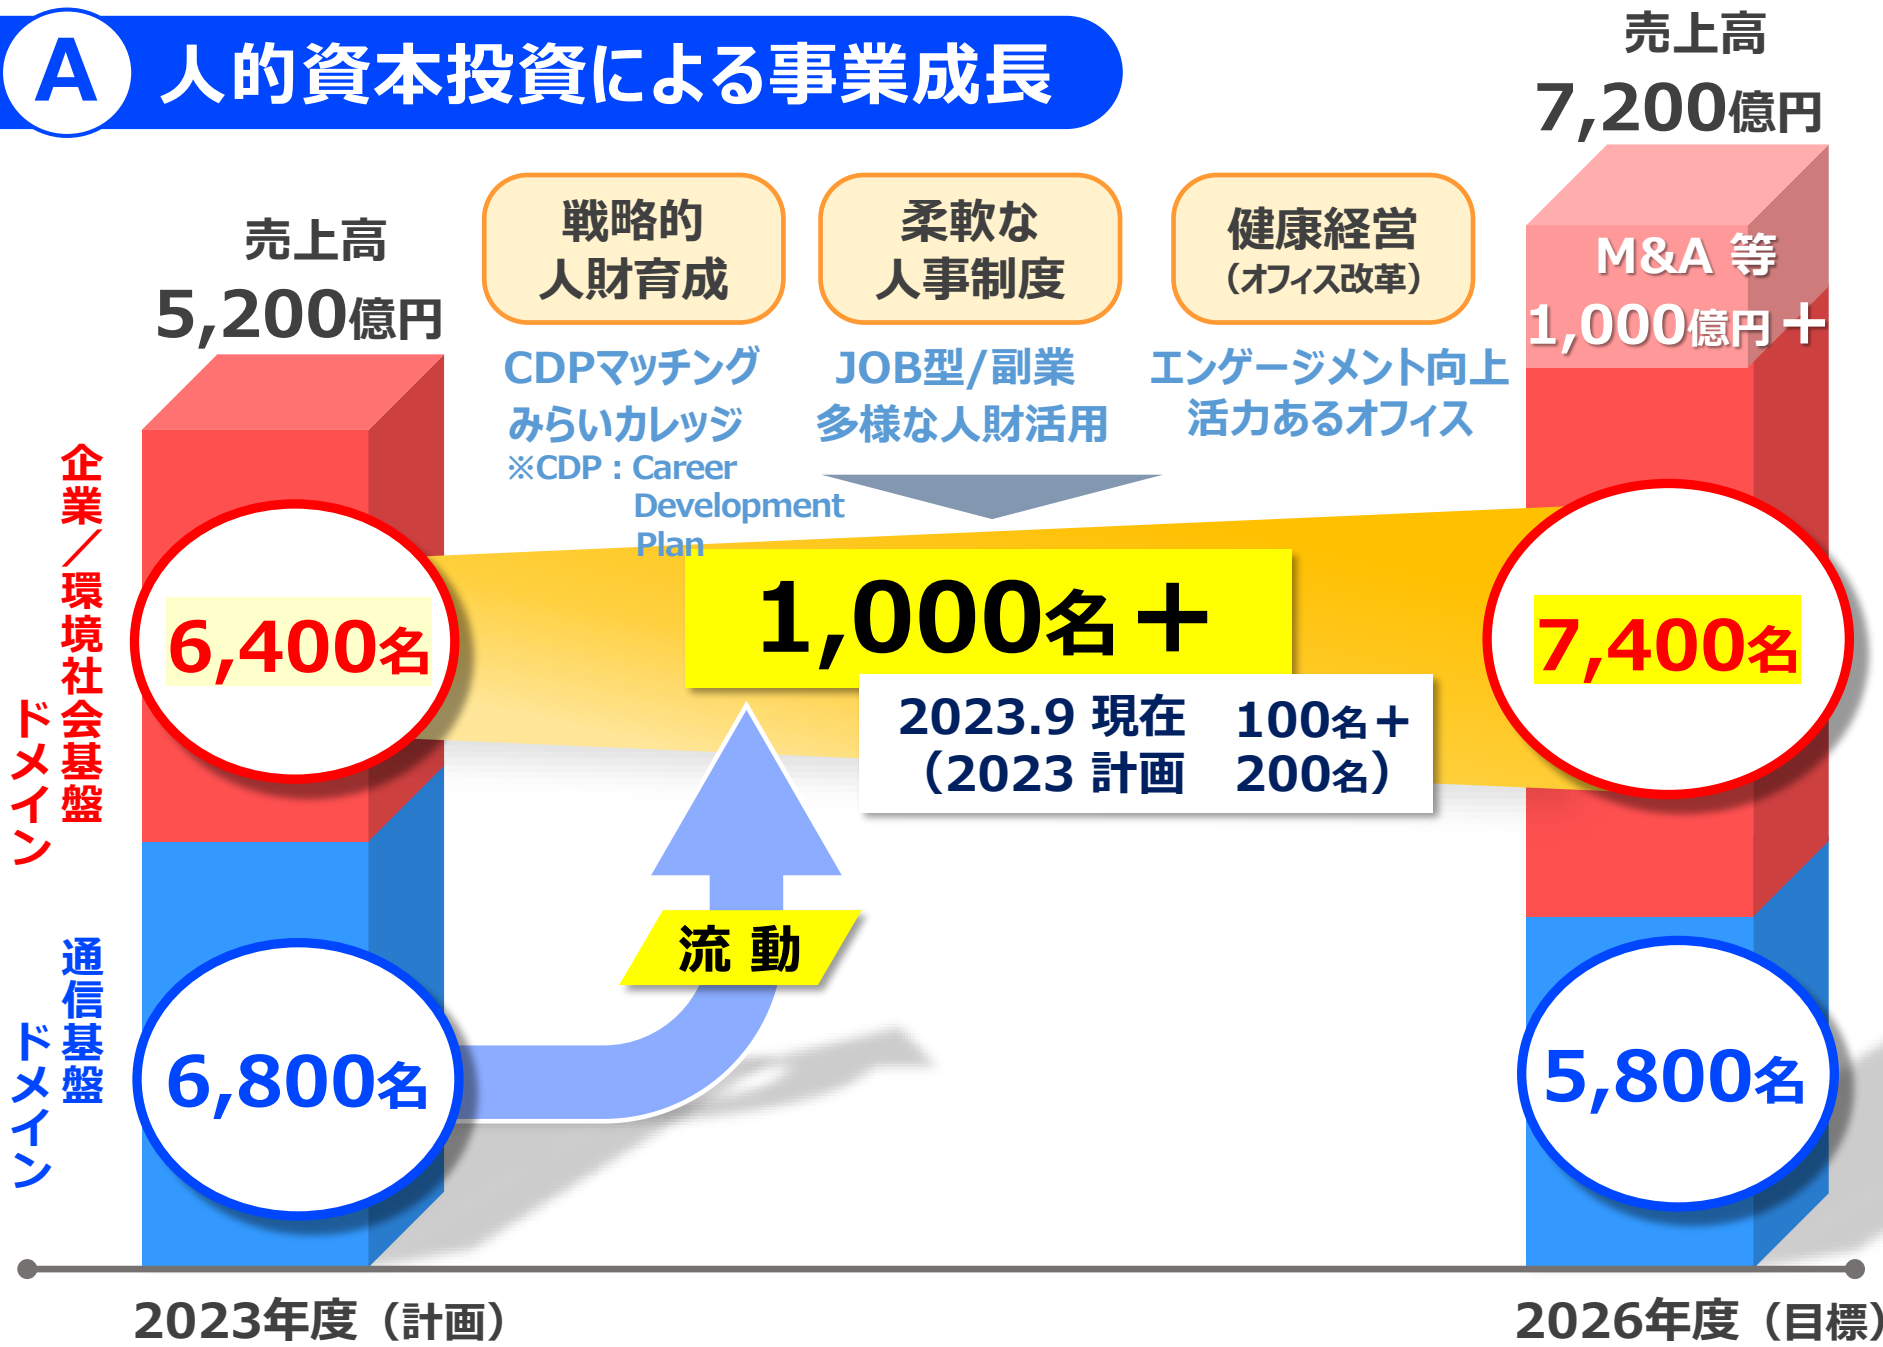 A 人的資本投資による事業成長
売上高
7,200億円
売上高
5,200億円
戦略的
人財育成
柔軟な
人事制度
健康経営
（オフィス改革）
M&A 等
1,000億円＋
CDPマッチング
みらいカレッジ
※CDP：Career
Development
Plan
JOB型/副業
多様な人財活用
エンゲージメント向上
活力あるオフィス
企業／環境社会基盤
ドメイン
6,400名
1,000名＋
7,400名
2023.9 現在　100名＋
（2023 計画　200名）
流 動
通信基盤
ドメイン
6,800名
5,800名
2023年度（計画）
2026年度（目標）